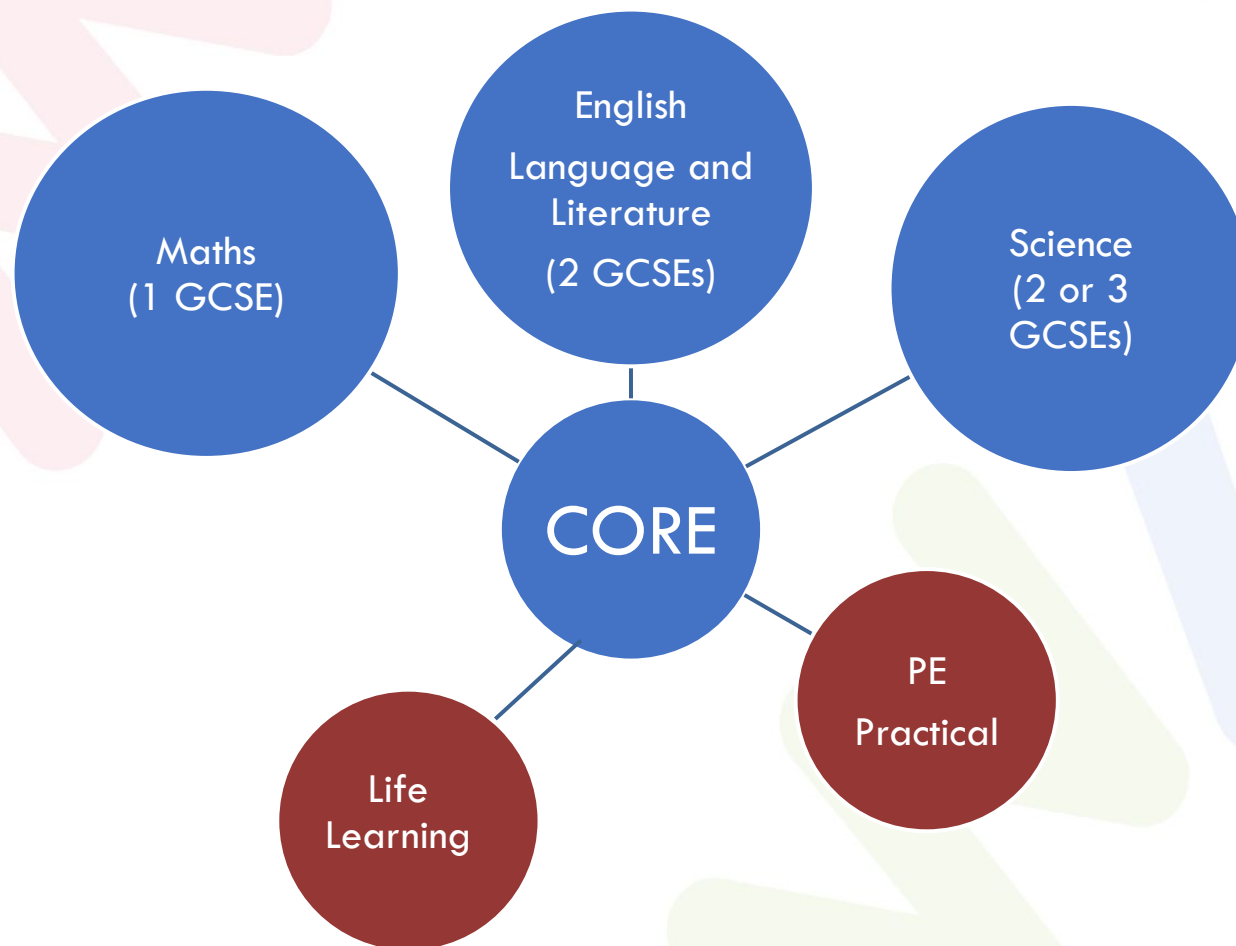 English
Language and
Literature
(2 GCSEs)
Maths
(1 GCSE)
Science
(2 or 3
GCSEs)
CORE
PE
Practical
Life
Learning